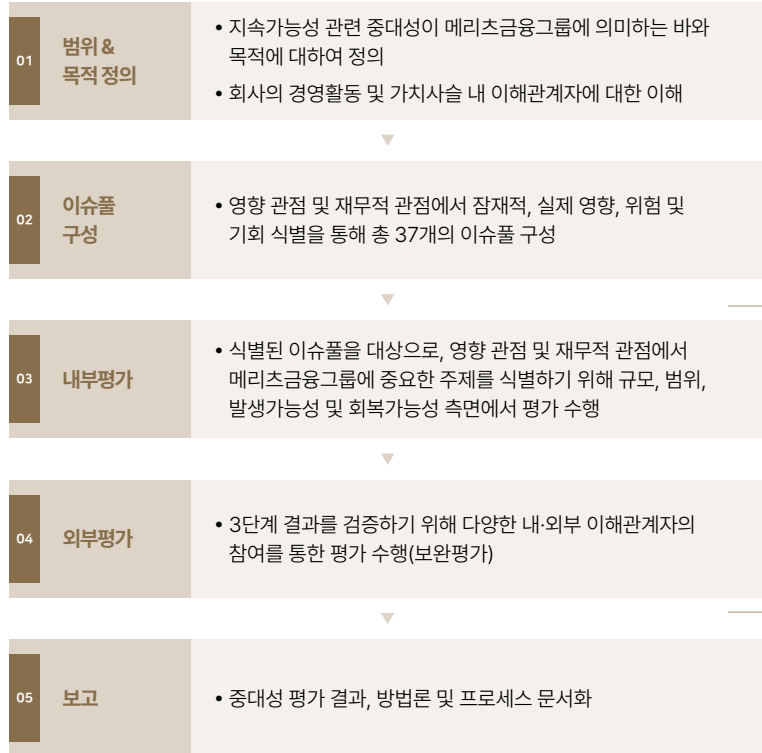 01
범위 &
목적 정의
• 지속가능성 관련 중대성이 메리츠금융그룹에 의미하는 바와
목적에 대하여 정의
• 회사의 경영활동 및 가치사슬 내 이해관계자에 대한 이해
02
이슈풀
구성
• 영향 관점 및 재무적 관점에서 잠재적, 실제 영향, 위험 및
기회 식별을 통해 총 37개의 이슈풀 구성
03
내부평가
• 식별된 이슈풀을 대상으로, 영향 관점 및 재무적 관점에서
메리츠금융그룹에 중요한 주제를 식별하기 위해 규모, 범위,
발생가능성 및 회복가능성 측면에서 평가 수행
04
외부평가
• 3단계 결과를 검증하기 위해 다양한 내·외부 이해관계자의
참여를 통한 평가 수행(보완평가)
05
보고
• 중대성 평가 결과, 방법론 및 프로세스 문서화